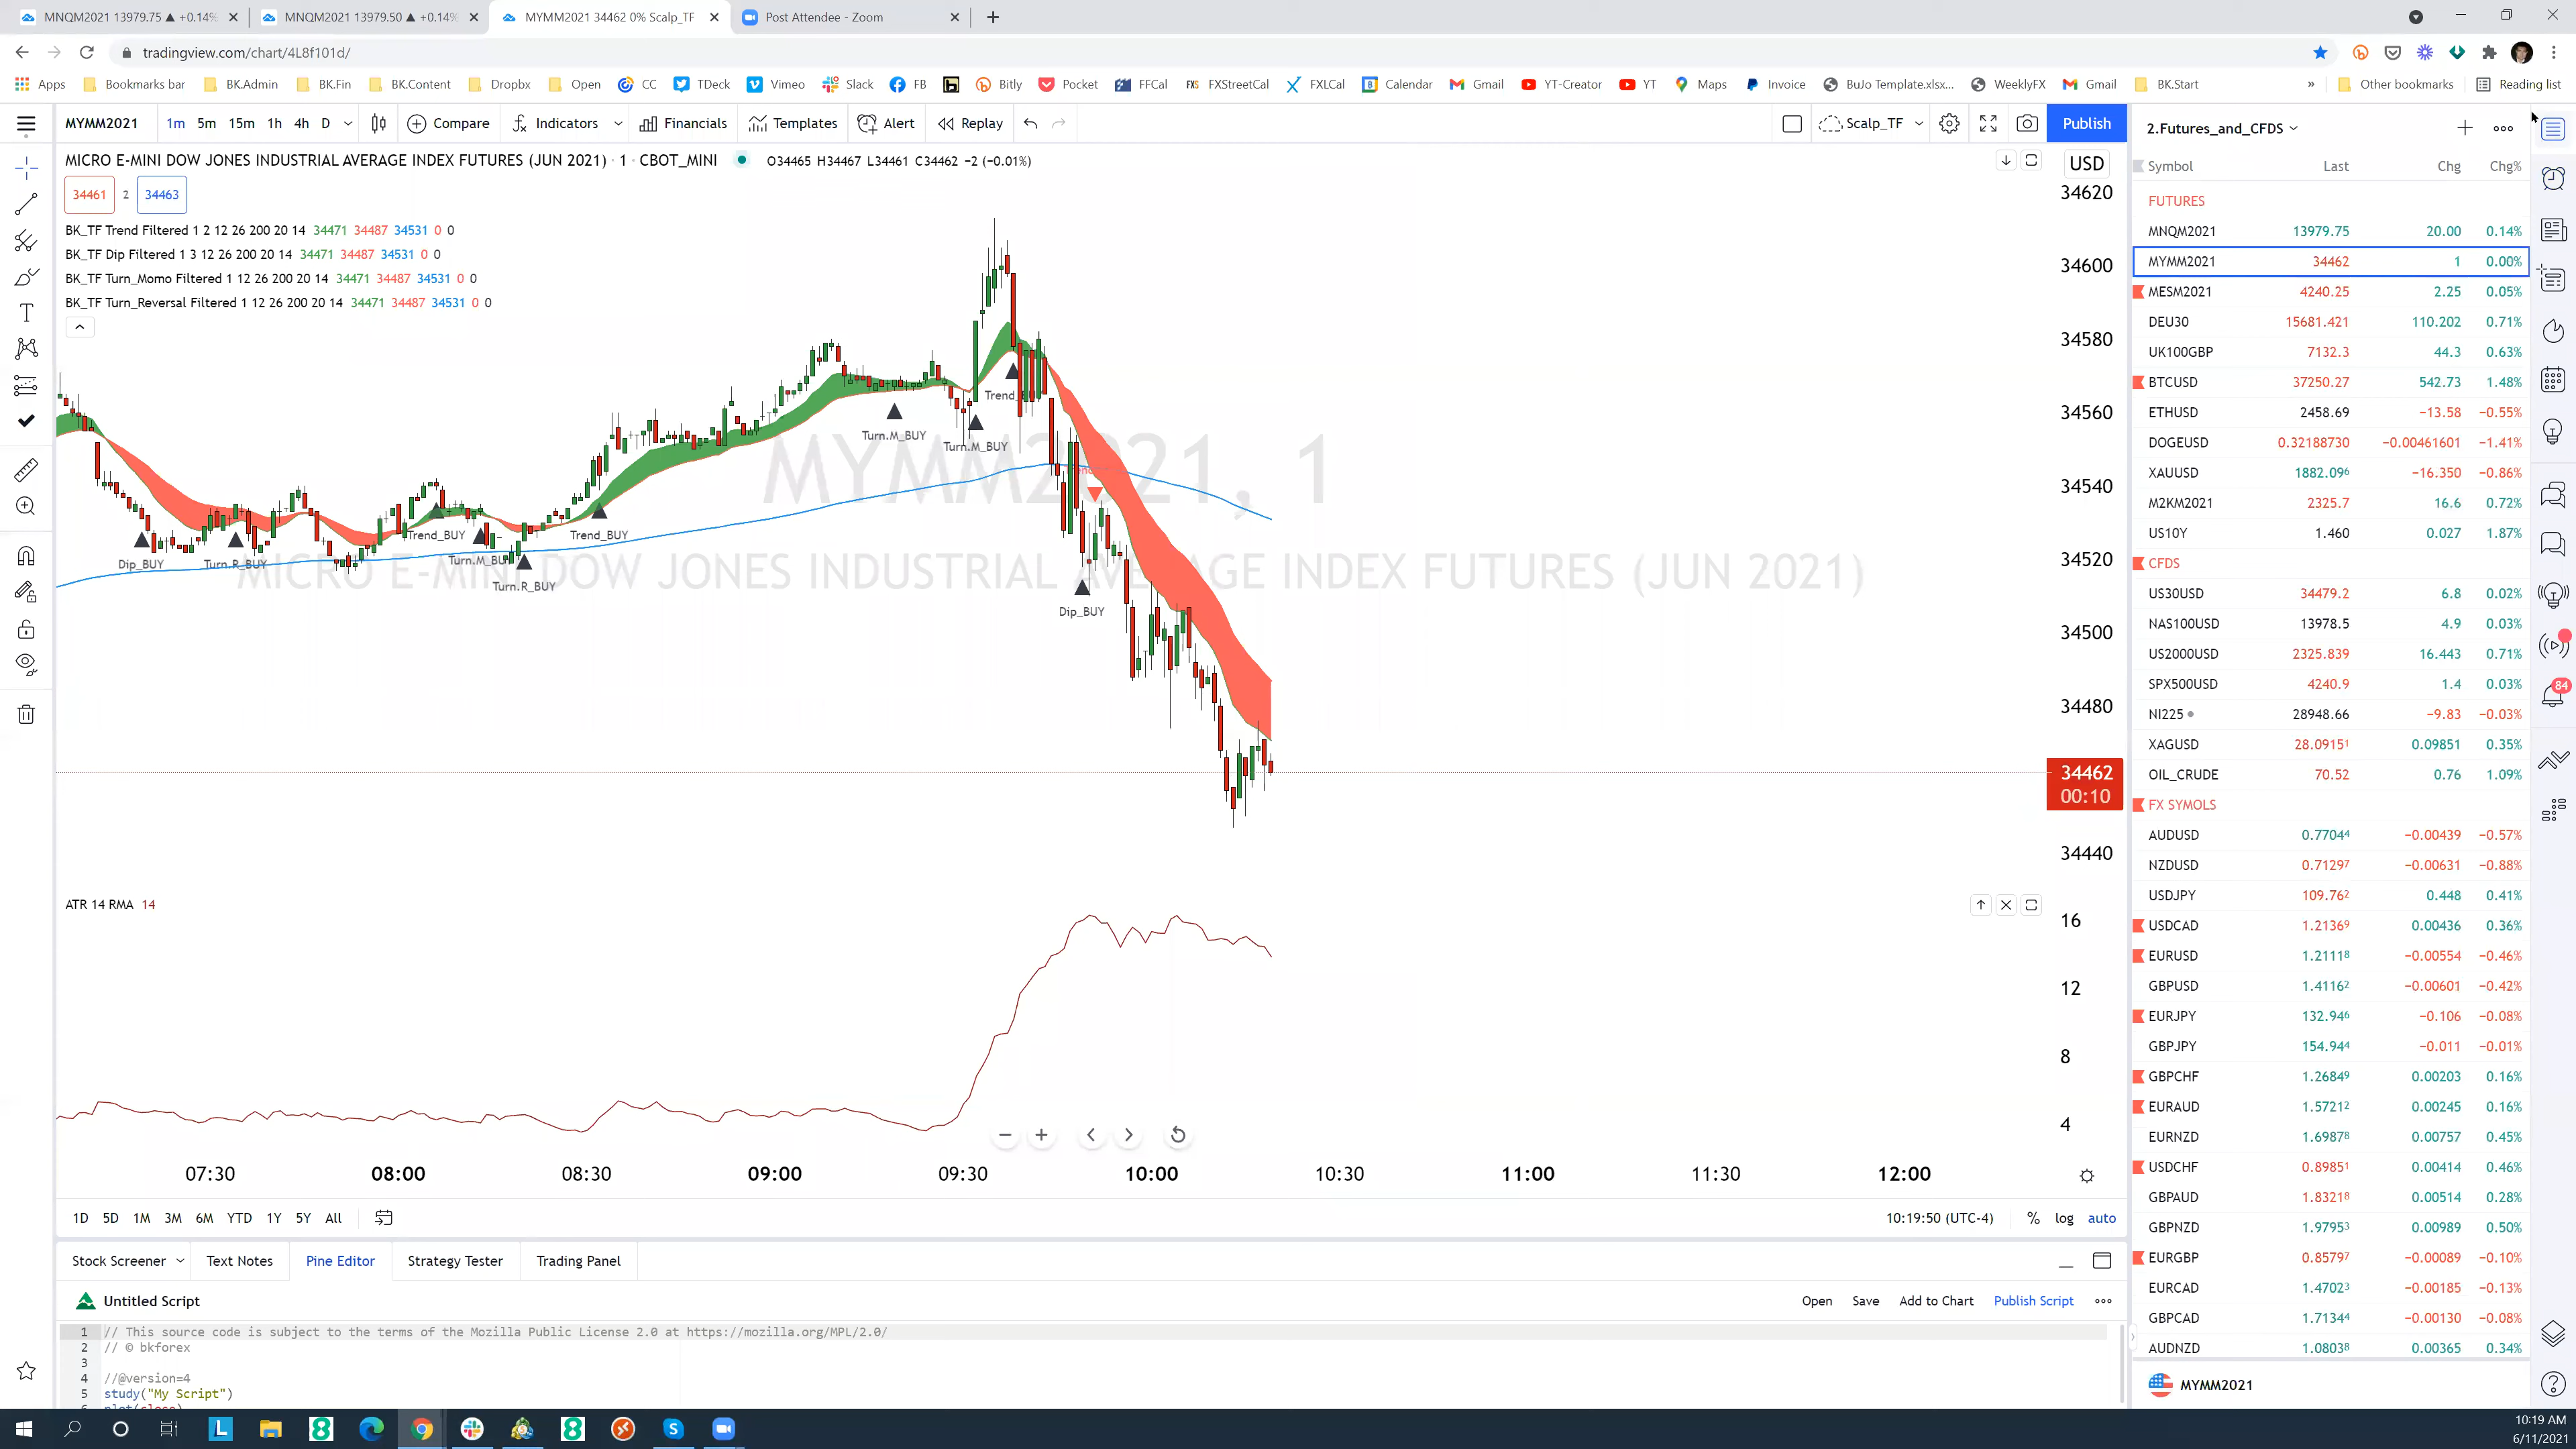 MNQM2021 13979.75 ▲ +0.14%
MNQM2021 13979.50 ▲ +0.14%
MYMM2021 34462 0% Scalp_TF
Post Attendee - Zoom
tradingview.com/chart/4L8f101d/
Apps Bookmarks bar BK.Admin BK.Fin BK.Content Dropbx Open CC TDeck Vimeo Slack FB Bitly Pocket FFCal FXStreetCal FXLCal Calendar Gmail YT-Creator YT Maps Invoice BuJo Template.xlsx... WeeklyFX Gmail BK.Start » Other bookmarks Reading list
MYMM2021 1m 5m 15m 1h 4h D Compare Indicators Financials Templates Alert Replay Scalp_TF Publish
MICRO E-MINI DOW JONES INDUSTRIAL AVERAGE INDEX FUTURES (JUN 2021) · 1 · CBOT_MINI O34465 H34467 L34461 C34462 −2 (−0.01%)
34461 2 34463
BK_TF Trend Filtered 1 2 12 26 200 20 14 34471 34487 34531 0 0
BK_TF Dip Filtered 1 3 12 26 200 20 14 34471 34487 34531 0 0
BK_TF Turn_Momo Filtered 1 12 26 200 20 14 34471 34487 34531 0 0
BK_TF Turn_Reversal Filtered 1 12 26 200 20 14 34471 34487 34531 0 0
MYMM2021, 1
MICRO E-MINI DOW JONES INDUSTRIAL AVERAGE INDEX FUTURES (JUN 2021)
Dip_BUY
Turn.R_BUY
Trend_BUY
Turn.M_BUY
Turn.R_BUY
Trend_BUY
Turn.M_BUY
Turn.M_BUY
Trend_
Dip_BUY
USD
34620
34600
34580
34560
34540
34520
34500
34480
34462
00:10
34440
ATR 14 RMA 14
16
12
8
4
07:30 08:00 08:30 09:00 09:30 10:00 10:30 11:00 11:30 12:00
1D 5D 1M 3M 6M YTD 1Y 5Y All
10:19:50 (UTC-4) % log auto
Stock Screener Text Notes Pine Editor Strategy Tester Trading Panel
Untitled Script
Open Save Add to Chart Publish Script
1 // This source code is subject to the terms of the Mozilla Public License 2.0 at https://mozilla.org/MPL/2.0/
2 // © bkforex
3
4 //@version=4
5 study("My Script")
6 plot(close)
2.Futures_and_CFDS
Symbol Last Chg Chg%
FUTURES
MNQM2021 13979.75 20.00 0.14%
MYMM2021 34462 1 0.00%
MESM2021 4240.25 2.25 0.05%
DEU30 15681.421 110.202 0.71%
UK100GBP 7132.3 44.3 0.63%
BTCUSD 37250.27 542.73 1.48%
ETHUSD 2458.69 −13.58 −0.55%
DOGEUSD 0.32188730 −0.00461601 −1.41%
XAUUSD 1882.096 −16.350 −0.86%
M2KM2021 2325.7 16.6 0.72%
US10Y 1.460 0.027 1.87%
CFDS
US30USD 34479.2 6.8 0.02%
NAS100USD 13978.5 4.9 0.03%
US2000USD 2325.839 16.443 0.71%
SPX500USD 4240.9 1.4 0.03%
NI225 28948.66 −9.83 −0.03%
XAGUSD 28.09151 0.09851 0.35%
OIL_CRUDE 70.52 0.76 1.09%
FX SYMOLS
AUDUSD 0.77044 −0.00439 −0.57%
NZDUSD 0.71297 −0.00631 −0.88%
USDJPY 109.762 0.448 0.41%
USDCAD 1.21369 0.00436 0.36%
EURUSD 1.21118 −0.00554 −0.46%
GBPUSD 1.41162 −0.00601 −0.42%
EURJPY 132.946 −0.106 −0.08%
GBPJPY 154.944 −0.011 −0.01%
GBPCHF 1.26849 0.00203 0.16%
EURAUD 1.57212 0.00245 0.16%
EURNZD 1.69878 0.00757 0.45%
USDCHF 0.89851 0.00414 0.46%
GBPAUD 1.83218 0.00514 0.28%
GBPNZD 1.97953 0.00989 0.50%
EURGBP 0.85797 −0.00089 −0.10%
EURCAD 1.47023 −0.00185 −0.13%
GBPCAD 1.71344 −0.00130 −0.08%
AUDNZD 1.08038 0.00365 0.34%
MYMM2021
84
10:19 AM
6/11/2021